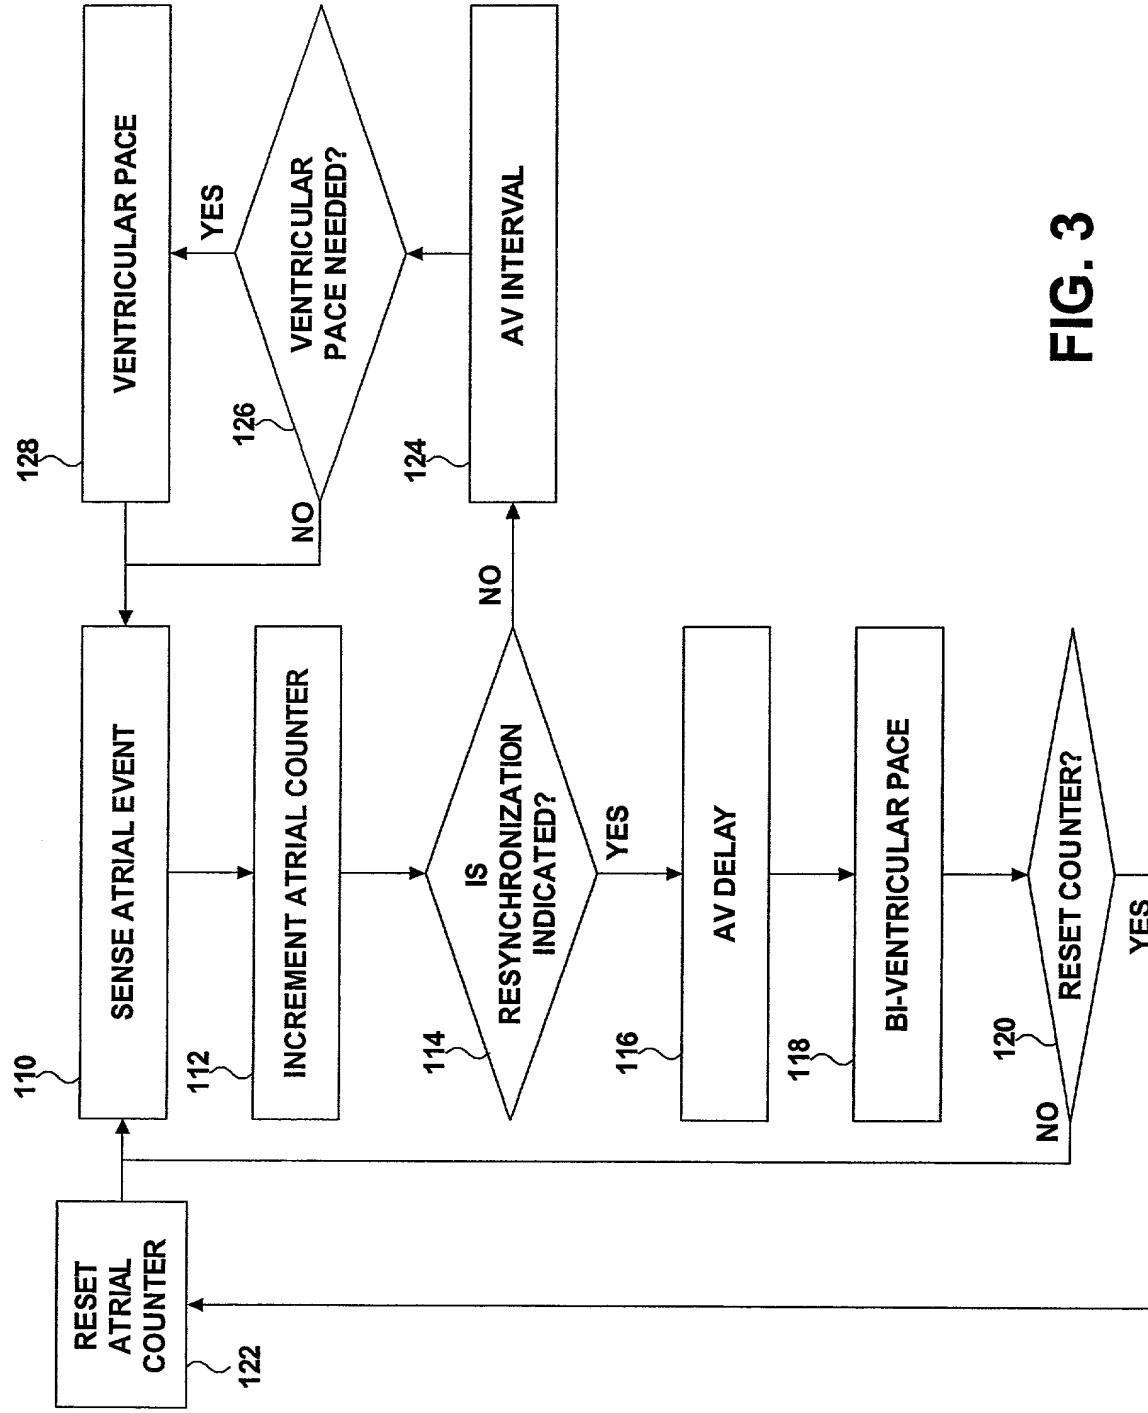 110
SENSE ATRIAL EVENT
112
INCREMENT ATRIAL COUNTER
114
IS
RESYNCHRONIZATION
INDICATED?
NO
YES
116
AV DELAY
118
BI-VENTRICULAR PACE
120
RESET COUNTER?
NO
YES
RESET
ATRIAL
COUNTER
122
124
AV INTERVAL
126
VENTRICULAR
PACE NEEDED?
NO
YES
128
VENTRICULAR PACE
FIG. 3